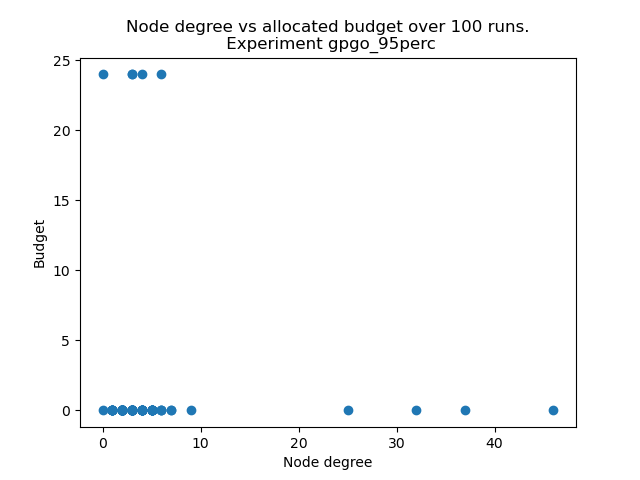 Node degree vs allocated budget over 100 runs.
Experiment gpgo_95perc
25
20
15
10
5
0
Budget
0 10 20 30 40
Node degree